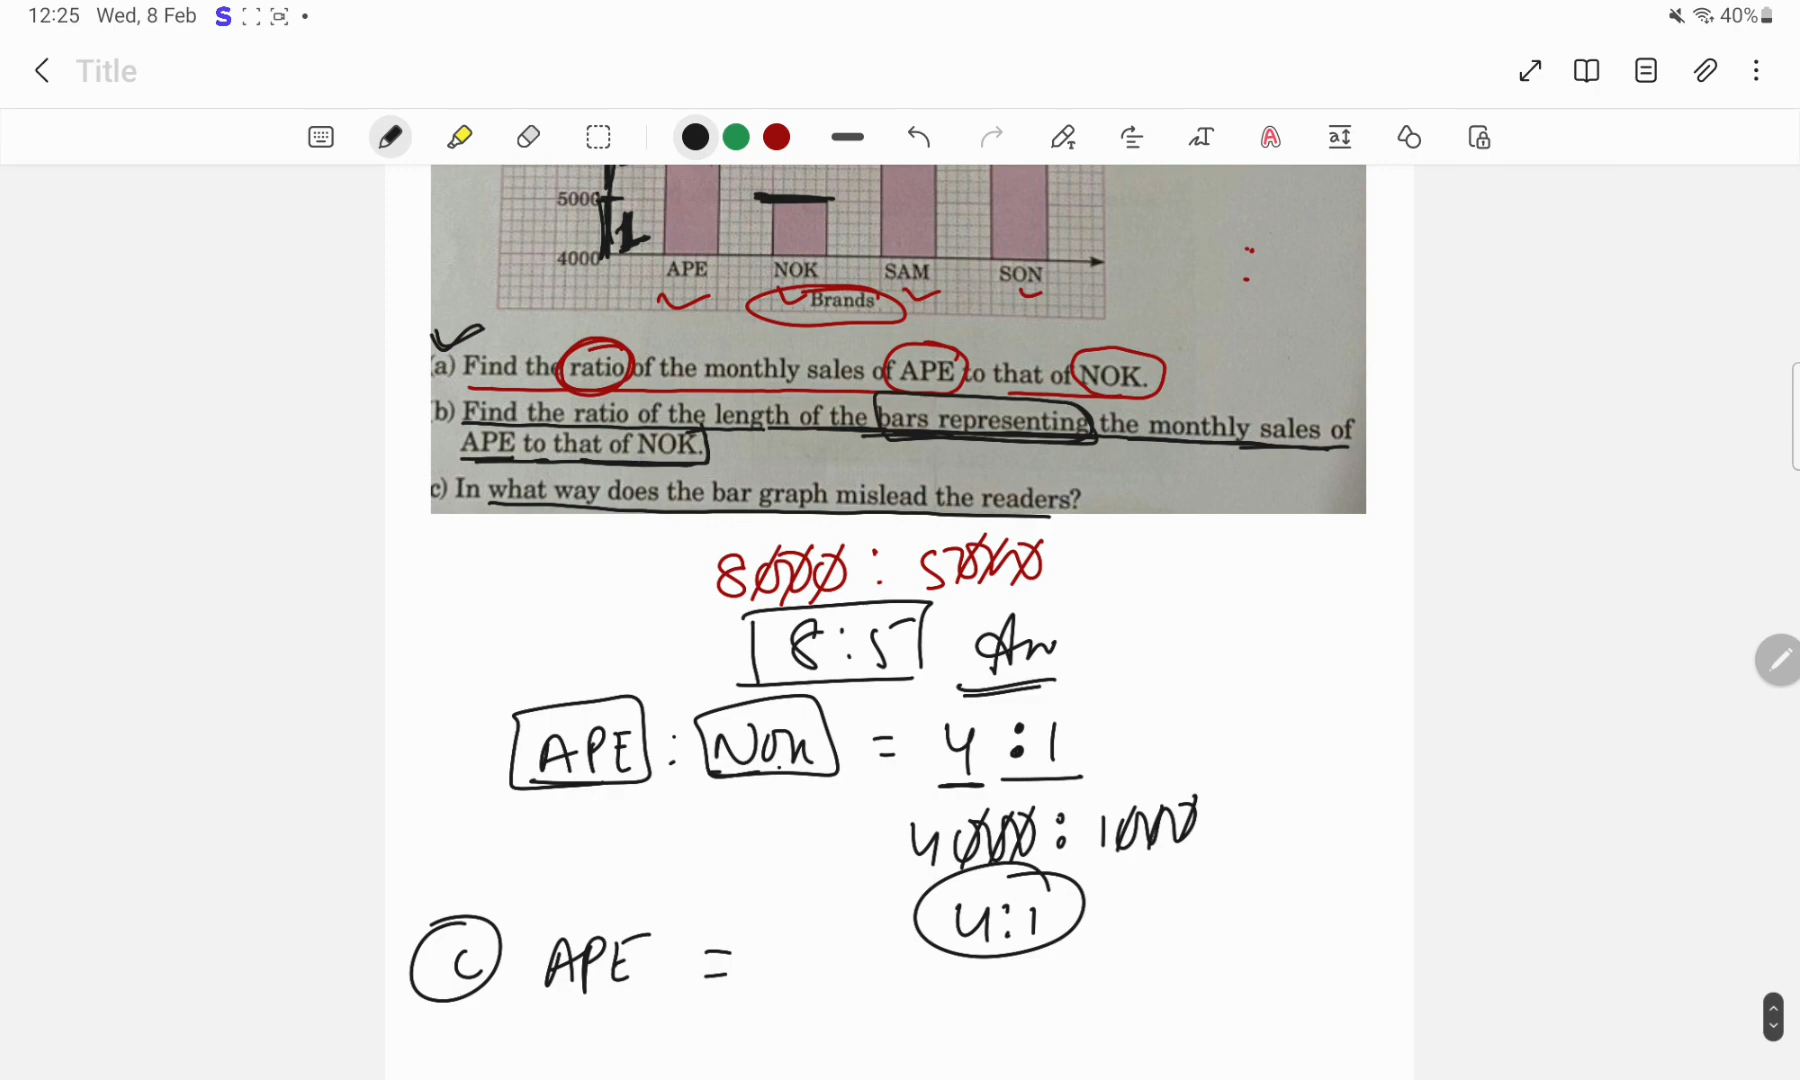 12:25 Wed, 8 Feb S 40%
Title
5000
1
4000
APE NOK SAM SON
Brands
(a) Find the ratio of the monthly sales of APE to that of NOK.
b) Find the ratio of the length of the bars representing the monthly sales of
APE to that of NOK.
c) In what way does the bar graph mislead the readers?
8000 : 5000
8:5 An
APE : Nok = 4 : 1
4000 : 1000
4:1
C APE =